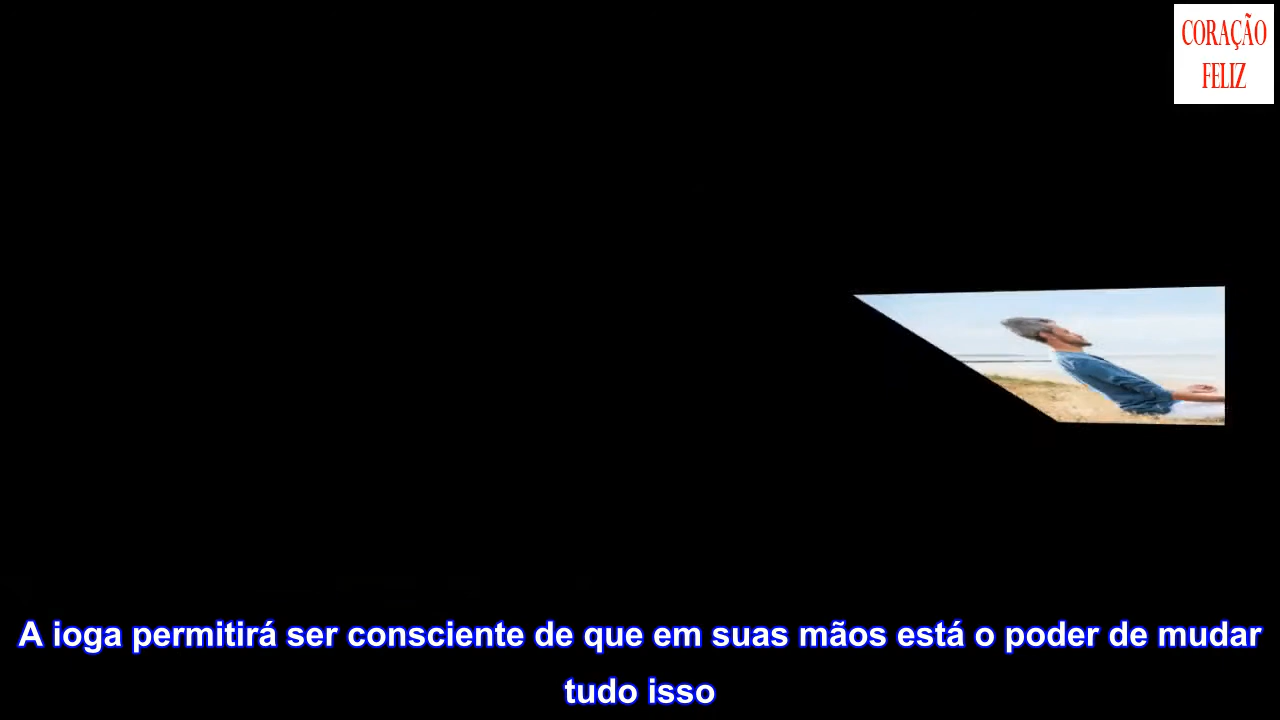 CORAÇÃO
FELIZ
A ioga permitirá ser consciente de que em suas mãos está o poder de mudar
tudo isso